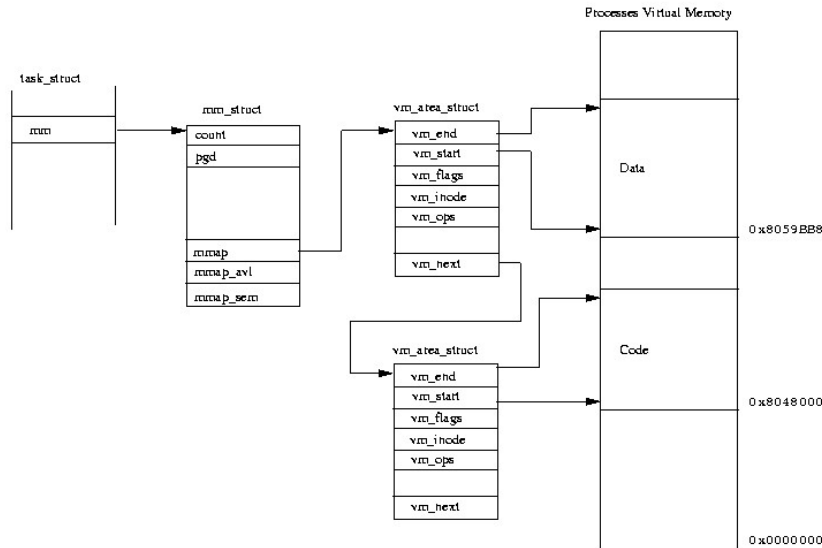 Processes Virtual Memory
task_struct
mm
mm_struct
count
pgd
mmap
mmap_avl
mmap_sem
vm_area_struct
vm_end
vm_start
vm_flags
vm_inode
vm_ops
vm_next
Data
0x8059BB8
vm_area_struct
vm_end
vm_start
vm_flags
vm_inode
vm_ops
vm_next
Code
0x8048000
0x0000000